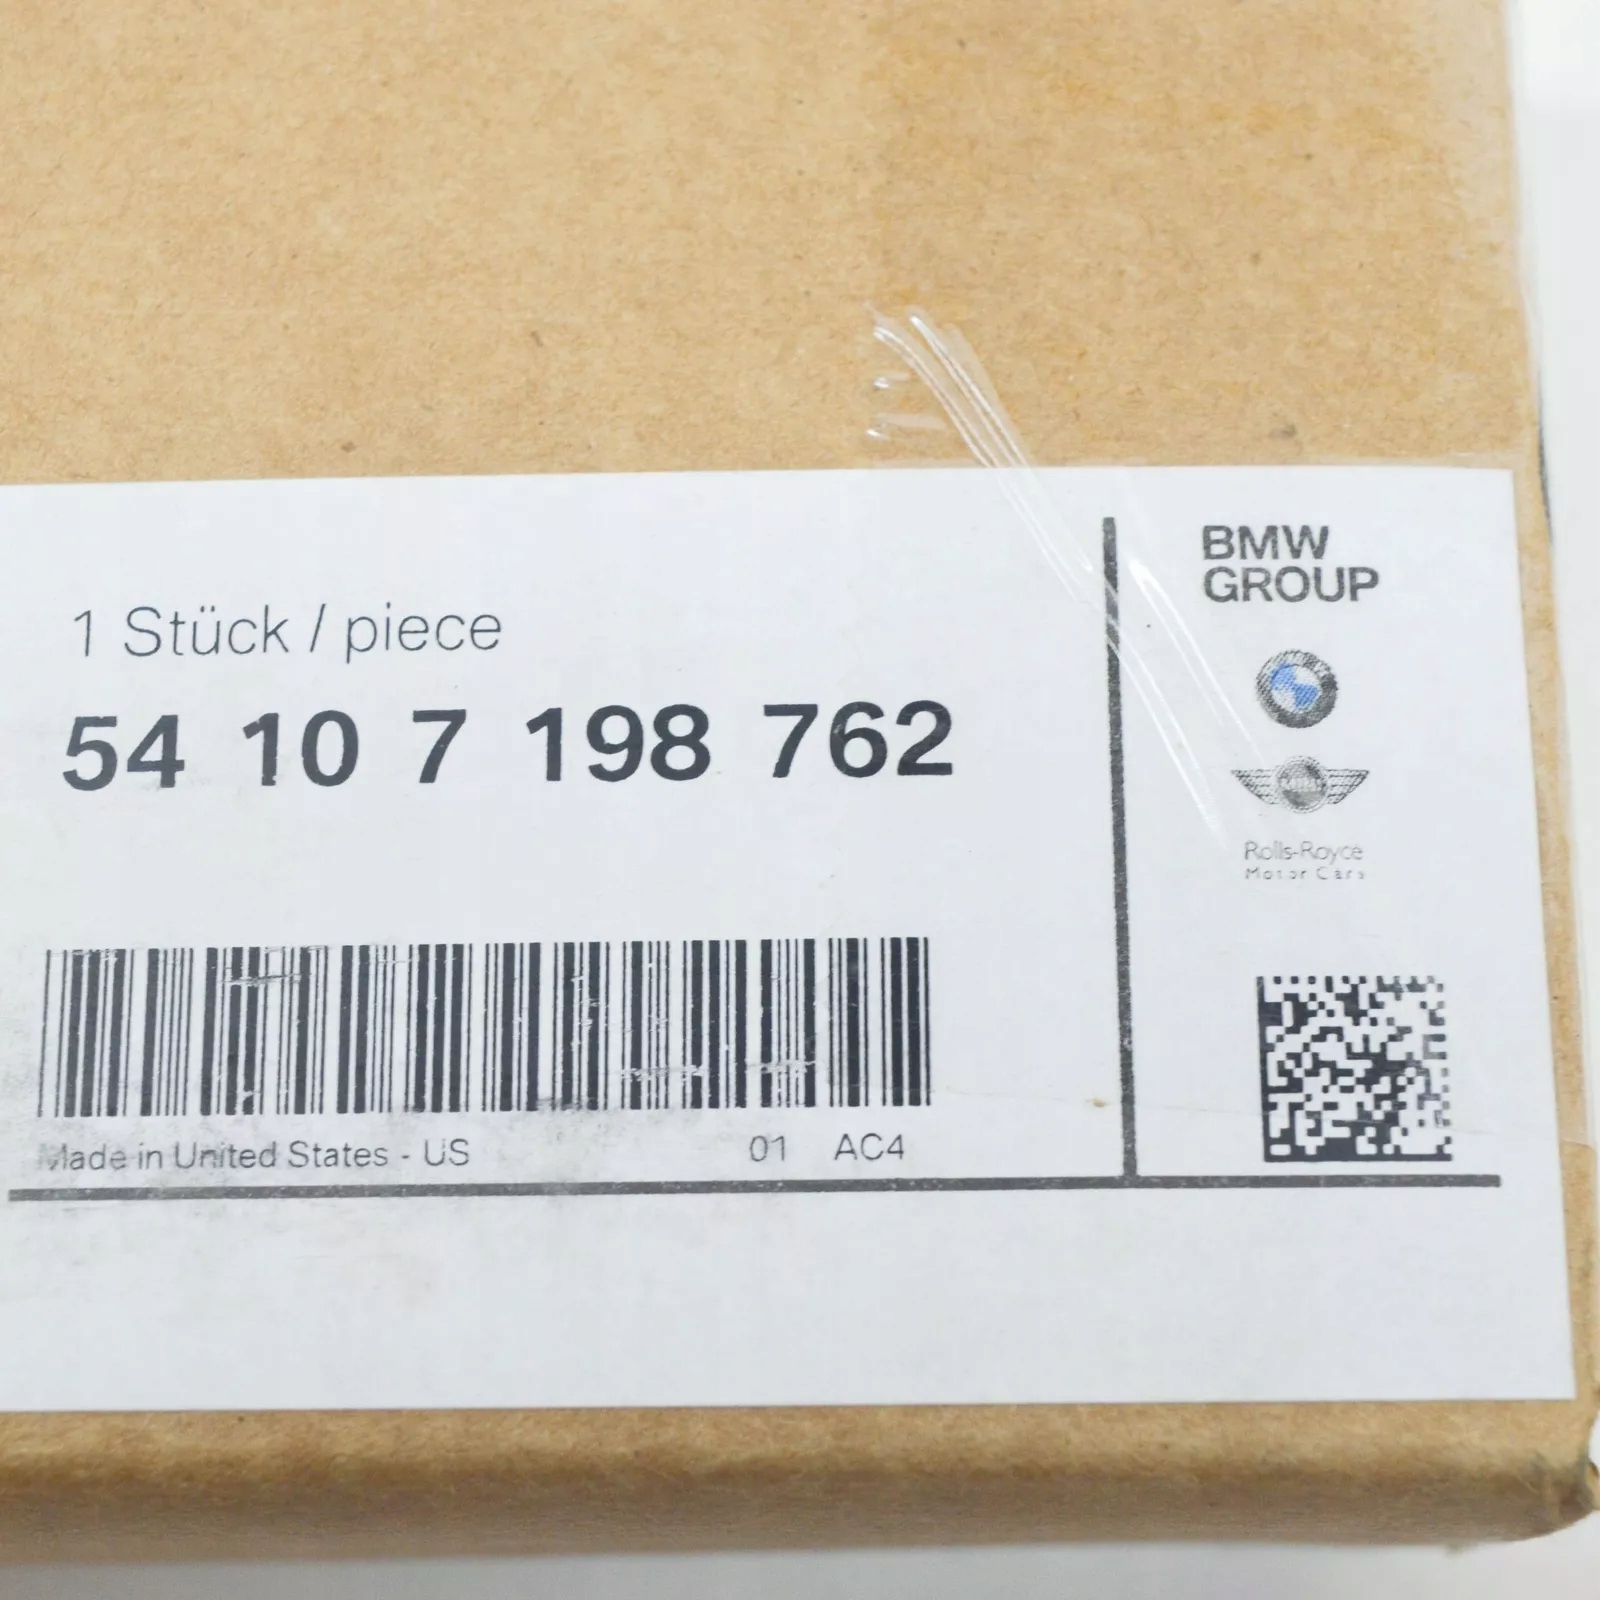 1 Stück / piece
54 10 7 198 762
Made in United States - US 01 AC4
BMW
GROUP
MINI
Rolls-Royce
Motor Cars